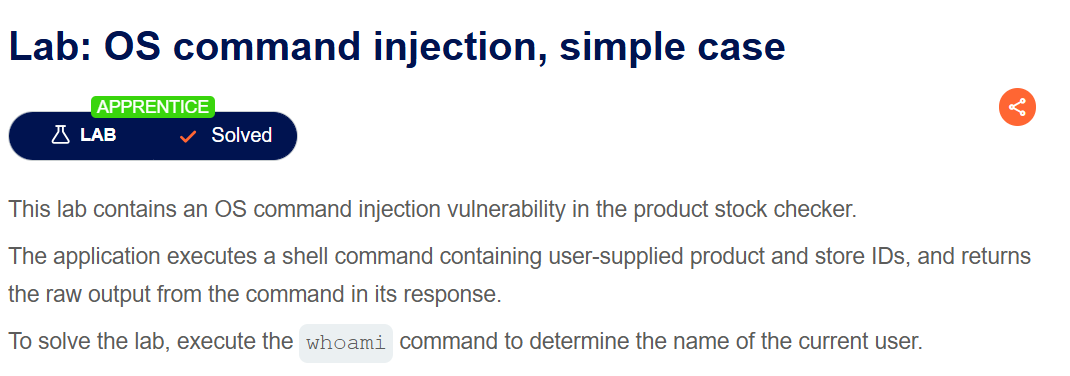 Lab: OS command injection, simple case
APPRENTICE
LAB Solved
This lab contains an OS command injection vulnerability in the product stock checker.
The application executes a shell command containing user-supplied product and store IDs, and returns
the raw output from the command in its response.
To solve the lab, execute the whoami command to determine the name of the current user.